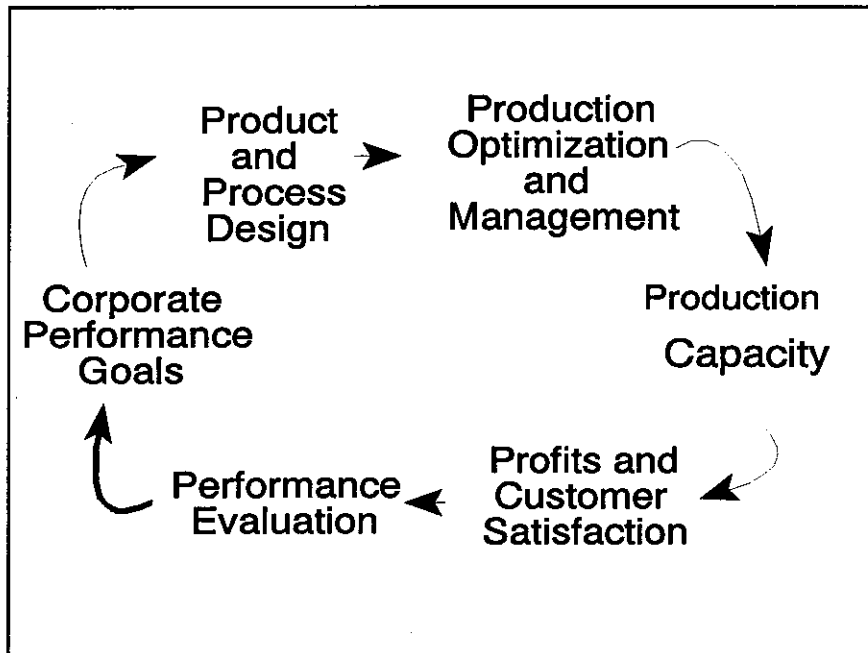 Product
and
Process
Design
Production
Optimization
and
Management
Production
Capacity
Profits and
Customer
Satisfaction
Performance
Evaluation
Corporate
Performance
Goals